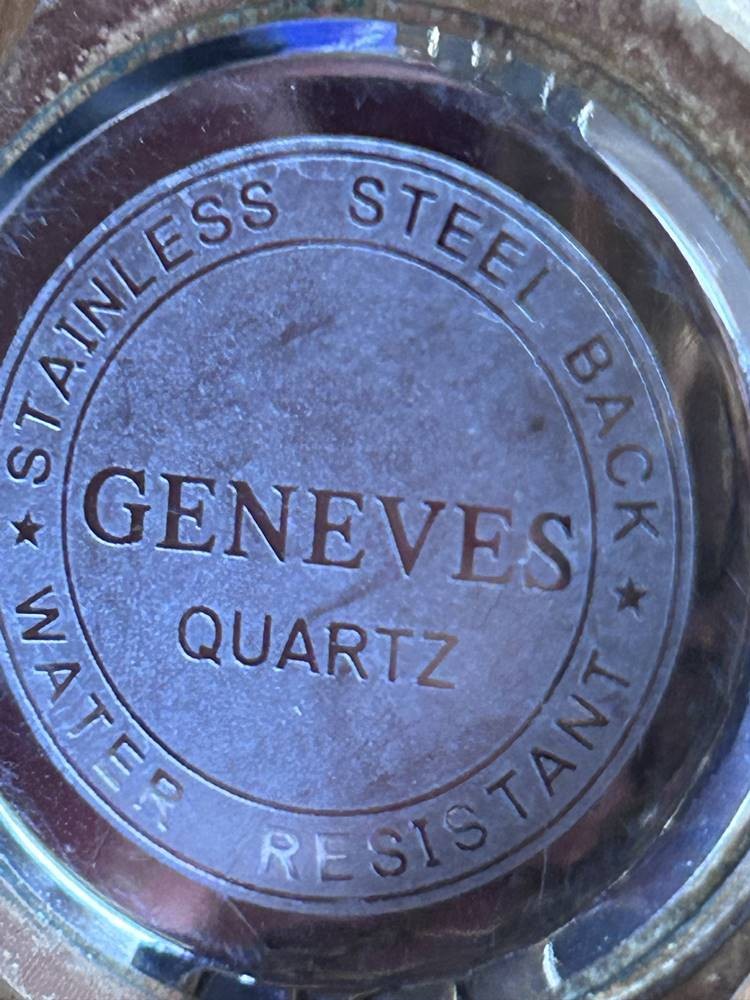 STAINLESS STEEL BACK
GENEVES
QUARTZ
WATER RESISTANT